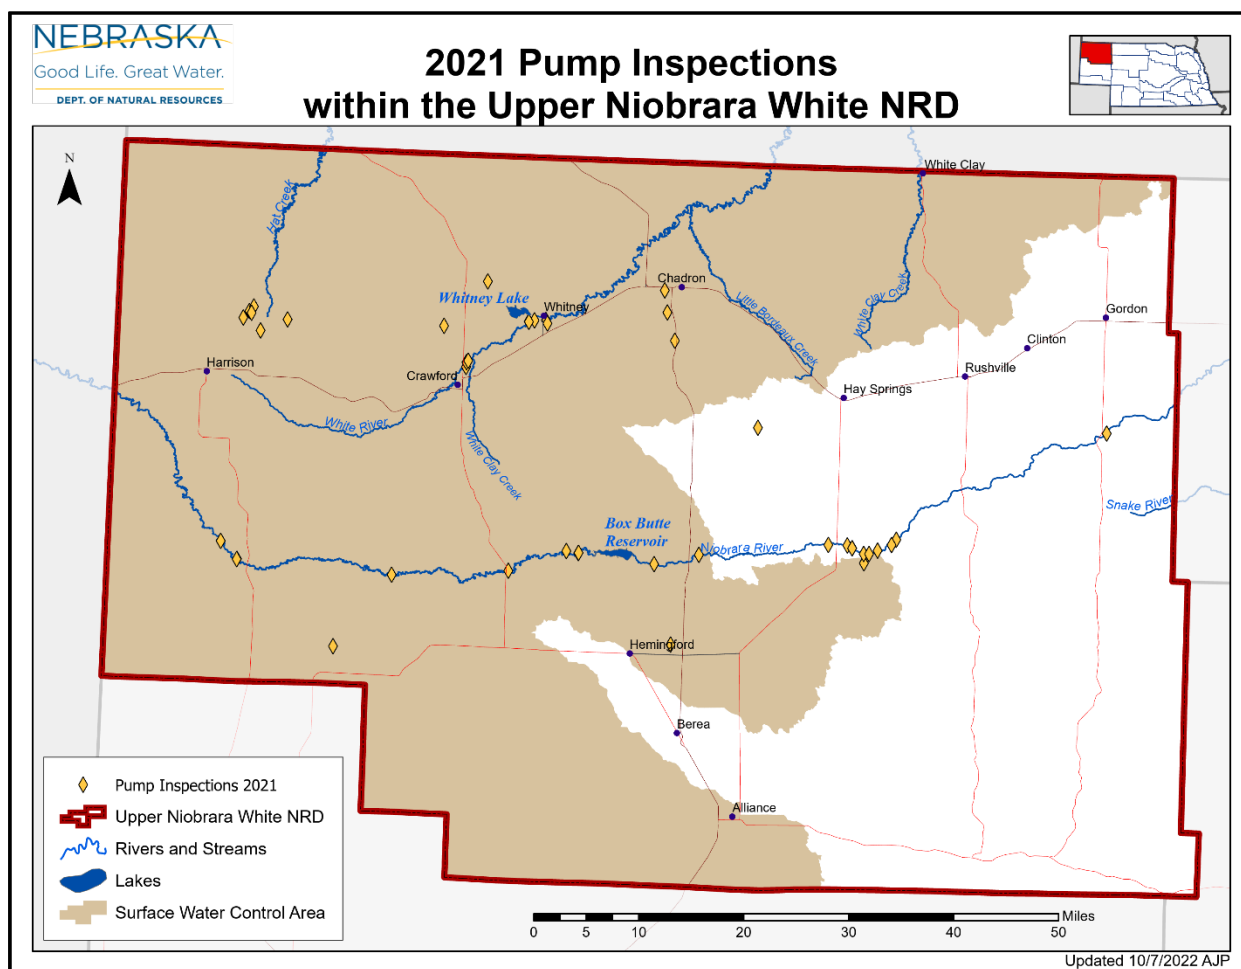 NEBRASKA
Good Life. Great Water.
DEPT. OF NATURAL RESOURCES
2021 Pump Inspections
within the Upper Niobrara White NRD
N
White Clay
Hat Creek
Chadron
Whitney Lake
Whitney
Little Bordeaux Creek
White Clay Creek
Gordon
Clinton
Harrison
Rushville
Crawford
Hay Springs
White River
White Clay Creek
Snake River
Box Butte
Reservoir
Niobrara River
Hemingford
Berea
Alliance
Pump Inspections 2021
Upper Niobrara White NRD
Rivers and Streams
Lakes
Surface Water Control Area
Miles
0 5 10 20 30 40 50
Updated 10/7/2022 AJP